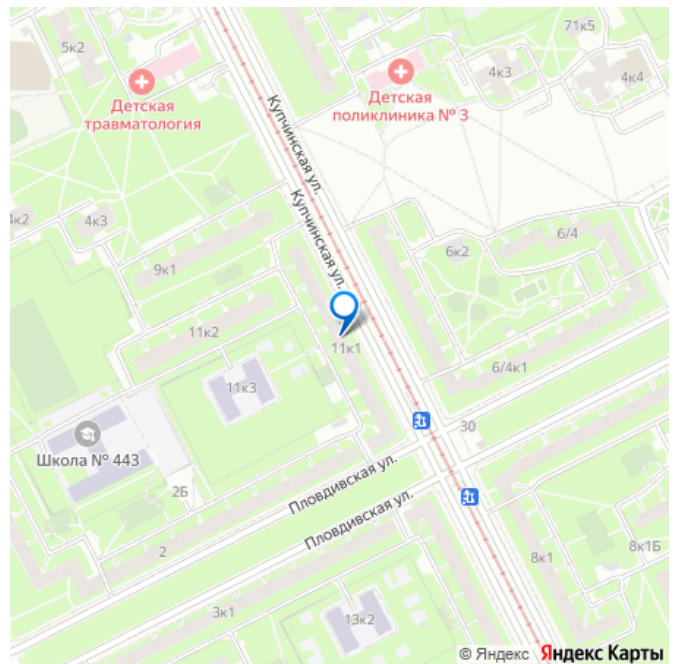 71к5
5к2
4к3
4к4
Детская
травматология
Детская
поликлиника № 3
Купчинская ул.
Купчинская ул.
4к2
4к3
6/4
6к2
9к1
11к2
11к1
6/4к1
11к3
30
Школа № 443
Пловдивская ул.
2Б
Пловдивская ул.
2
8к1
8к1Б
3к1
13к2
© Яндекс Яндекс Карты